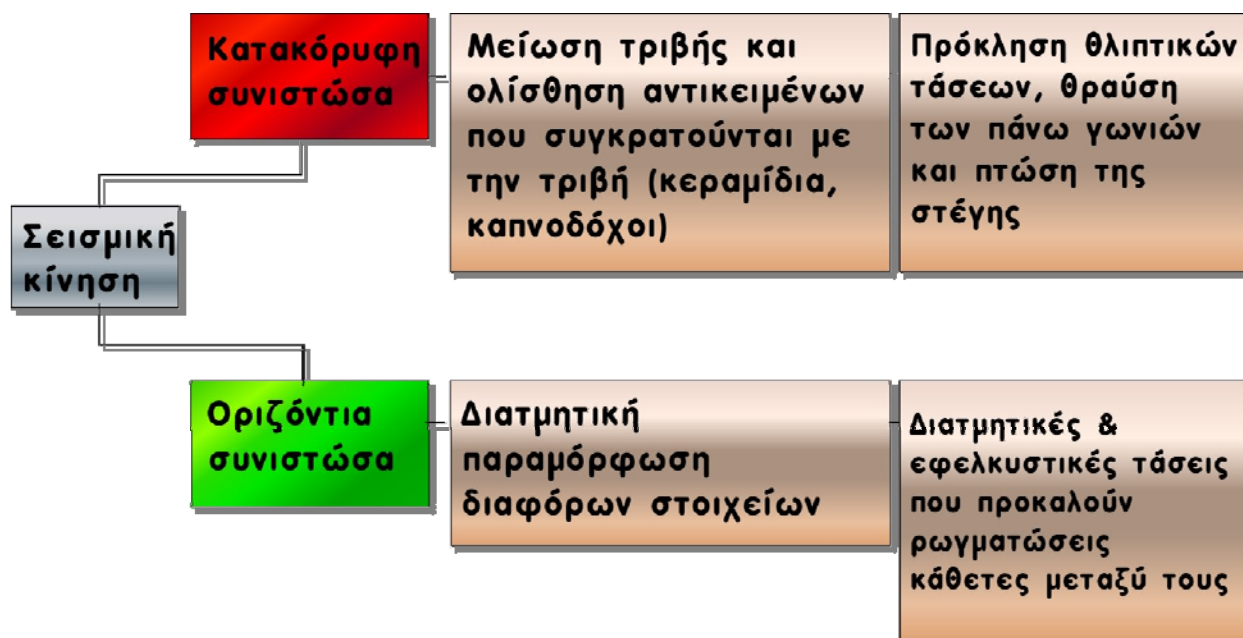 Κατακόρυφη
συνιστώσα
Μείωση τριβής και
ολίσθηση αντικειμένων
που συγκρατούνται με
την τριβή (κεραμίδια,
καπνοδόχοι)
Πρόκληση θλιπτικών
τάσεων, θραύση
των πάνω γωνιών
και πτώση της
στέγης
Σεισμική
κίνηση
Οριζόντια
συνιστώσα
Διατμητική
παραμόρφωση
διαφόρων στοιχείων
Διατμητικές &
εφελκυστικές τάσεις
που προκαλούν
ρωγματώσεις
κάθετες μεταξύ τους